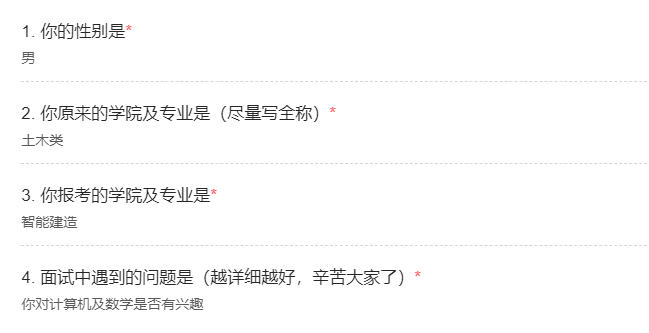 1. 你的性别是*
男
2. 你原来的学院及专业是（尽量写全称）*
土木类
3. 你报考的学院及专业是*
智能建造
4. 面试中遇到的问题是（越详细越好，辛苦大家了）*
你对计算机及数学是否有兴趣